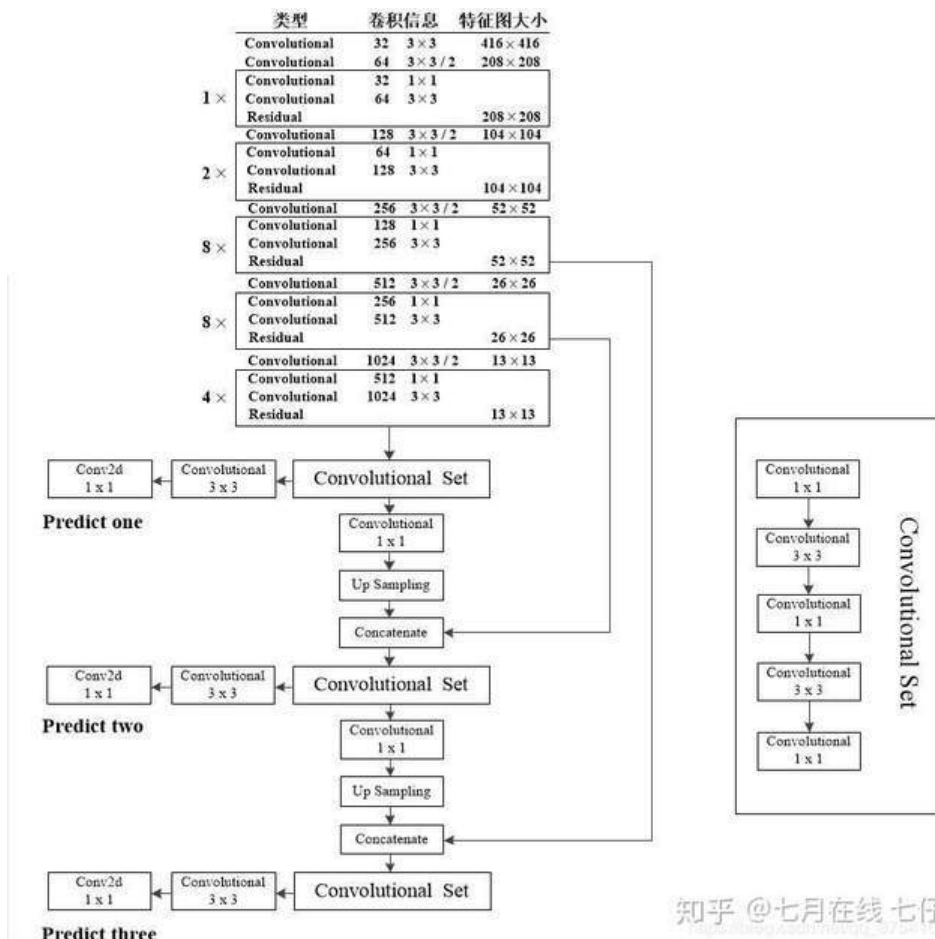 类型 卷积信息 特征图大小
Convolutional 32 3×3 416×416
Convolutional 64 3×3/2 208×208
Convolutional 32 1×1
1× Convolutional 64 3×3
Residual 208×208
Convolutional 128 3×3/2 104×104
Convolutional 64 1×1
2× Convolutional 128 3×3
Residual 104×104
Convolutional 256 3×3/2 52×52
Convolutional 128 1×1
8× Convolutional 256 3×3
Residual 52×52
Convolutional 512 3×3/2 26×26
Convolutional 256 1×1
8× Convolutional 512 3×3
Residual 26×26
Convolutional 1024 3×3/2 13×13
Convolutional 512 1×1
4× Convolutional 1024 3×3
Residual 13×13
Conv2d
1 x 1
Convolutional
3 x 3
Convolutional Set
Predict one
Convolutional
1 x 1
Up Sampling
Concatenate
Conv2d
1 x 1
Convolutional
3 x 3
Convolutional Set
Predict two
Convolutional
1 x 1
Up Sampling
Concatenate
Conv2d
1 x 1
Convolutional
3 x 3
Convolutional Set
Predict three
Convolutional
1 x 1
Convolutional
3 x 3
Convolutional
1 x 1
Convolutional
3 x 3
Convolutional
1 x 1
Convolutional Set
知乎 @七月在线 七仔